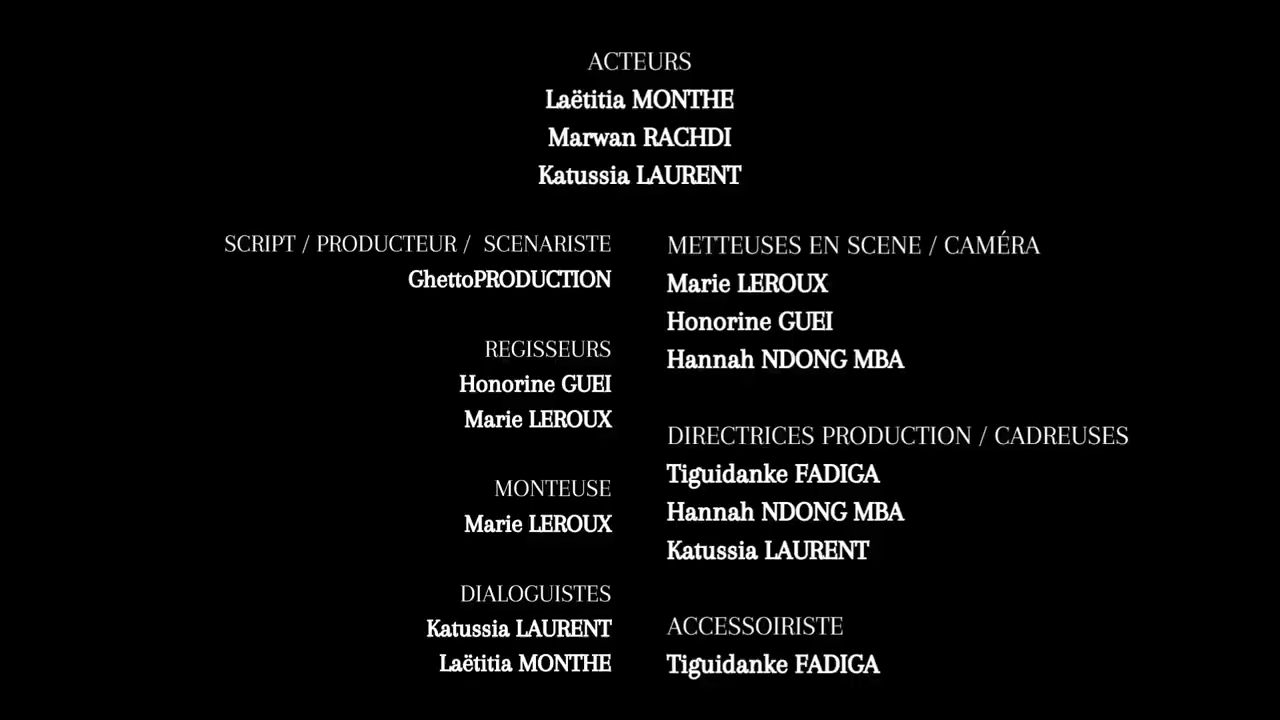 ACTEURS
Laëtitia MONTHE
Marwan RACHDI
Katussia LAURENT
SCRIPT / PRODUCTEUR / SCENARISTE
GhettoPRODUCTION
REGISSEURS
Honorine GUEI
Marie LEROUX
MONTEUSE
Marie LEROUX
DIALOGUISTES
Katussia LAURENT
Laëtitia MONTHE
METTEUSES EN SCENE / CAMÉRA
Marie LEROUX
Honorine GUEI
Hannah NDONG MBA
DIRECTRICES PRODUCTION / CADREUSES
Tiguidanke FADIGA
Hannah NDONG MBA
Katussia LAURENT
ACCESSOIRISTE
Tiguidanke FADIGA